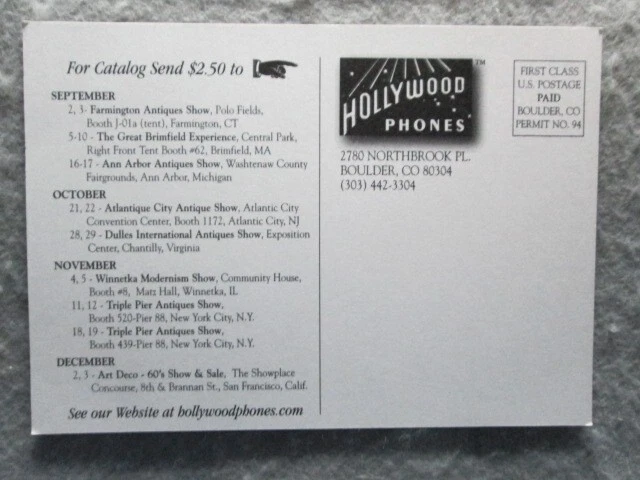 For Catalog Send $2.50 to
SEPTEMBER
2, 3- Farmington Antiques Show, Polo Fields,
Booth J-01a (tent), Farmington, CT
5-10 - The Great Brimfield Experience, Central Park,
Right Front Tent Booth #62, Brimfield, MA
16-17 - Ann Arbor Antiques Show, Washtenaw County
Fairgrounds, Ann Arbor, Michigan
OCTOBER
21, 22 - Atlantique City Antique Show, Atlantic City
Convention Center, Booth 1172, Atlantic City, NJ
28, 29 - Dulles International Antiques Show, Exposition
Center, Chantilly, Virginia
NOVEMBER
4, 5 - Winnetka Modernism Show, Community House,
Booth #8, Matz Hall, Winnetka, IL
11, 12 - Triple Pier Antiques Show,
Booth 520-Pier 88, New York City, N.Y.
18, 19 - Triple Pier Antiques Show,
Booth 439-Pier 88, New York City, N.Y.
DECEMBER
2, 3 - Art Deco - 60's Show & Sale, The Showplace
Concourse, 8th & Brannan St., San Francisco, Calif.
See our Website at hollywoodphones.com
HOLLYWOOD
PHONES
TM
2780 NORTHBROOK PL.
BOULDER, CO 80304
(303) 442-3304
FIRST CLASS
U.S. POSTAGE
PAID
BOULDER, CO
PERMIT NO. 94